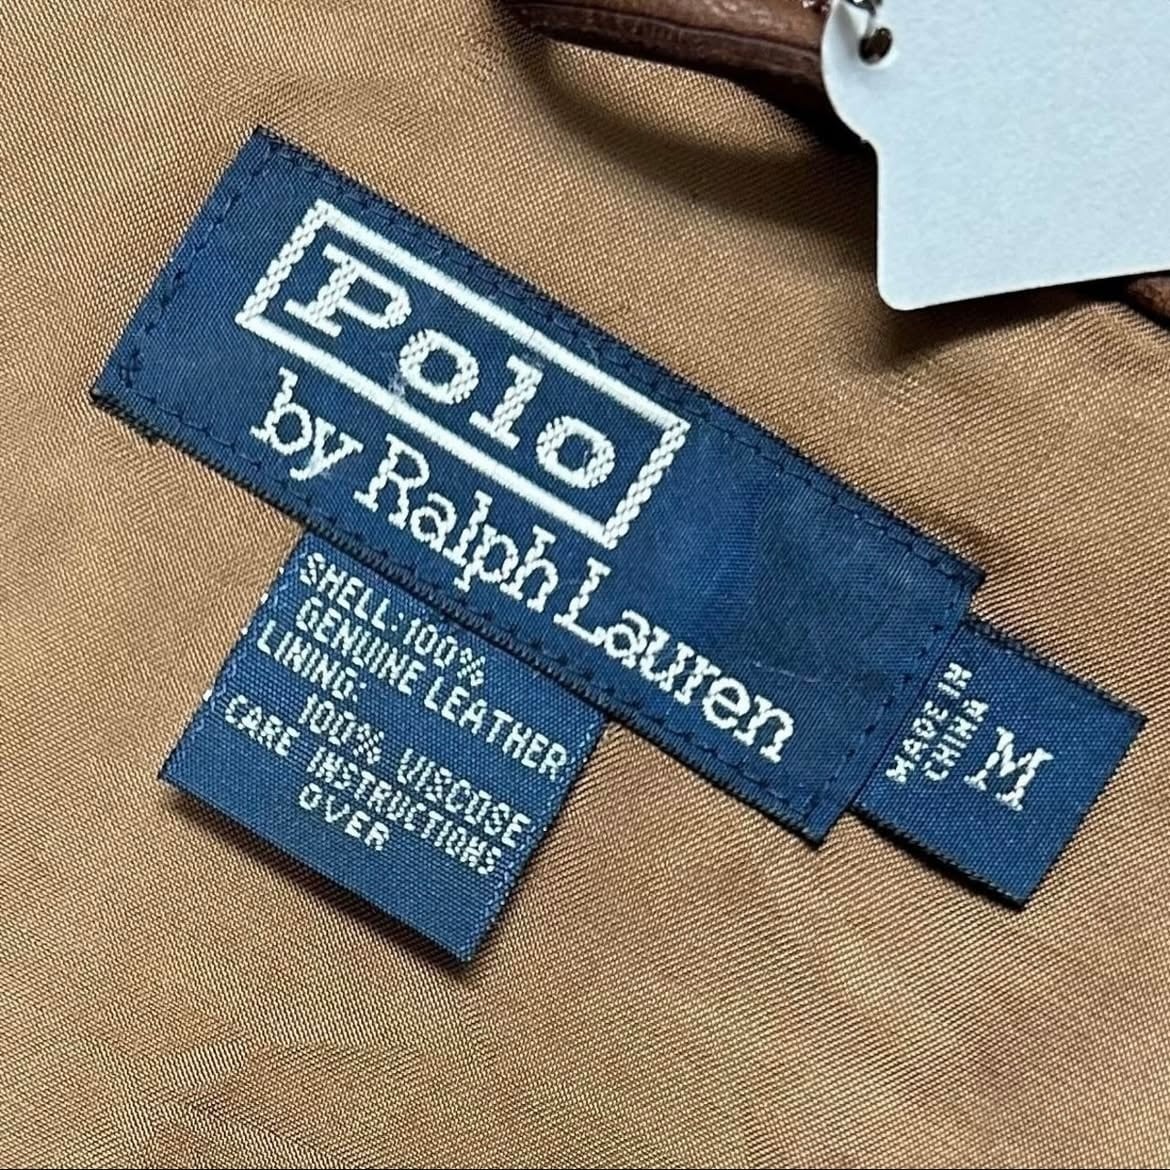 Polo
by Ralph Lauren
SHELL:100%
GENUINE LEATHER
LINING:
100% VISCOSE
CARE INSTRUCTIONS
OVER
MADE IN
CHINA
M